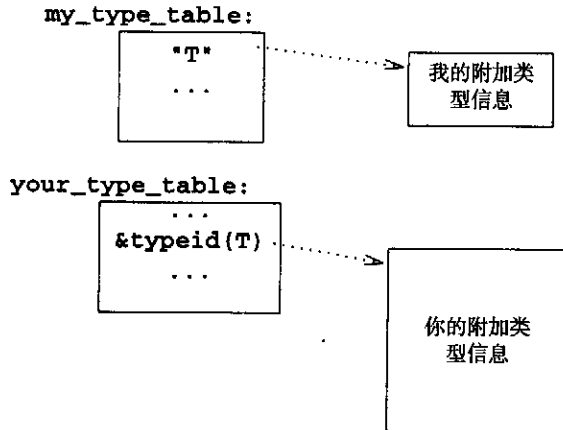 my_type_table:
"T"
...
我的附加类
型信息
your_type_table:
...
&typeid(T)
...
你的附加类
型信息